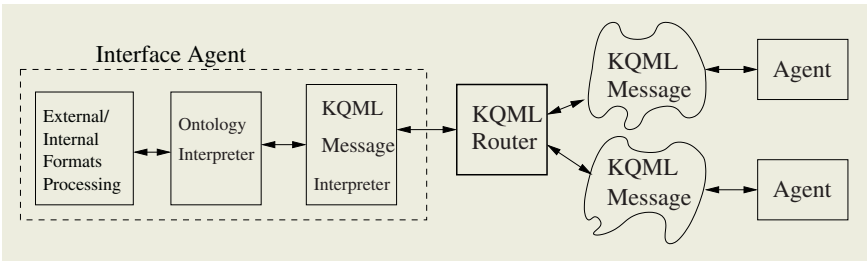 Interface Agent
External/
Internal
Formats
Processing
Ontology
Interpreter
KQML
Message
Interpreter
KQML
Router
KQML
Message
Agent
KQML
Message
Agent